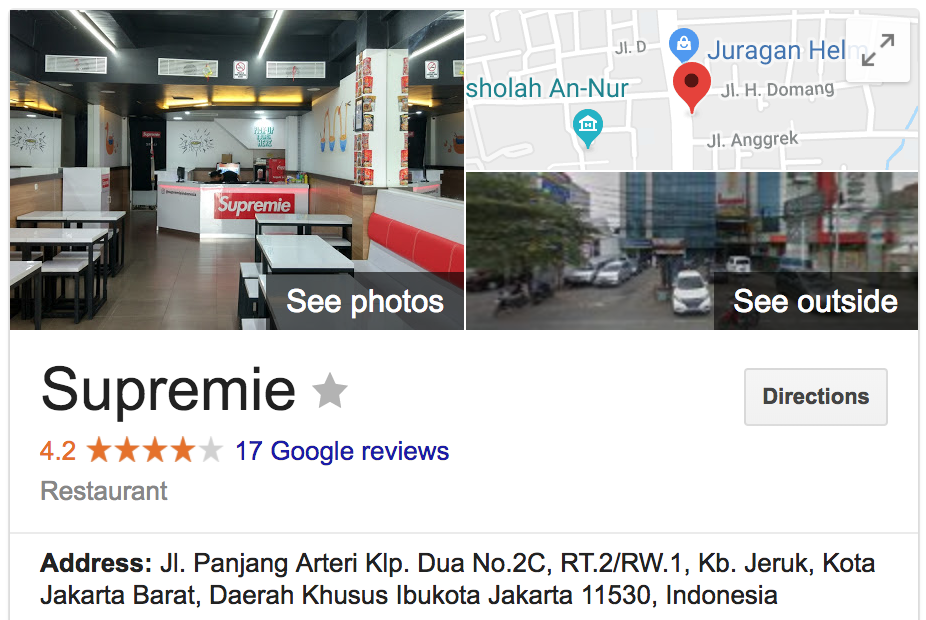 Supremie
Supremie
See photos
Jl. D
Juragan Helm
sholah An-Nur
Jl. H. Domang
Jl. Anggrek
See outside
Supremie
Directions
4.2
17 Google reviews
Restaurant
Address: Jl. Panjang Arteri Klp. Dua No.2C, RT.2/RW.1, Kb. Jeruk, Kota
Jakarta Barat, Daerah Khusus Ibukota Jakarta 11530, Indonesia